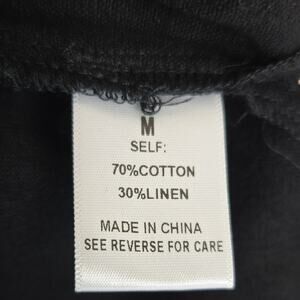 M
SELF:
70%COTTON
30%LINEN
MADE IN CHINA
SEE REVERSE FOR CARE